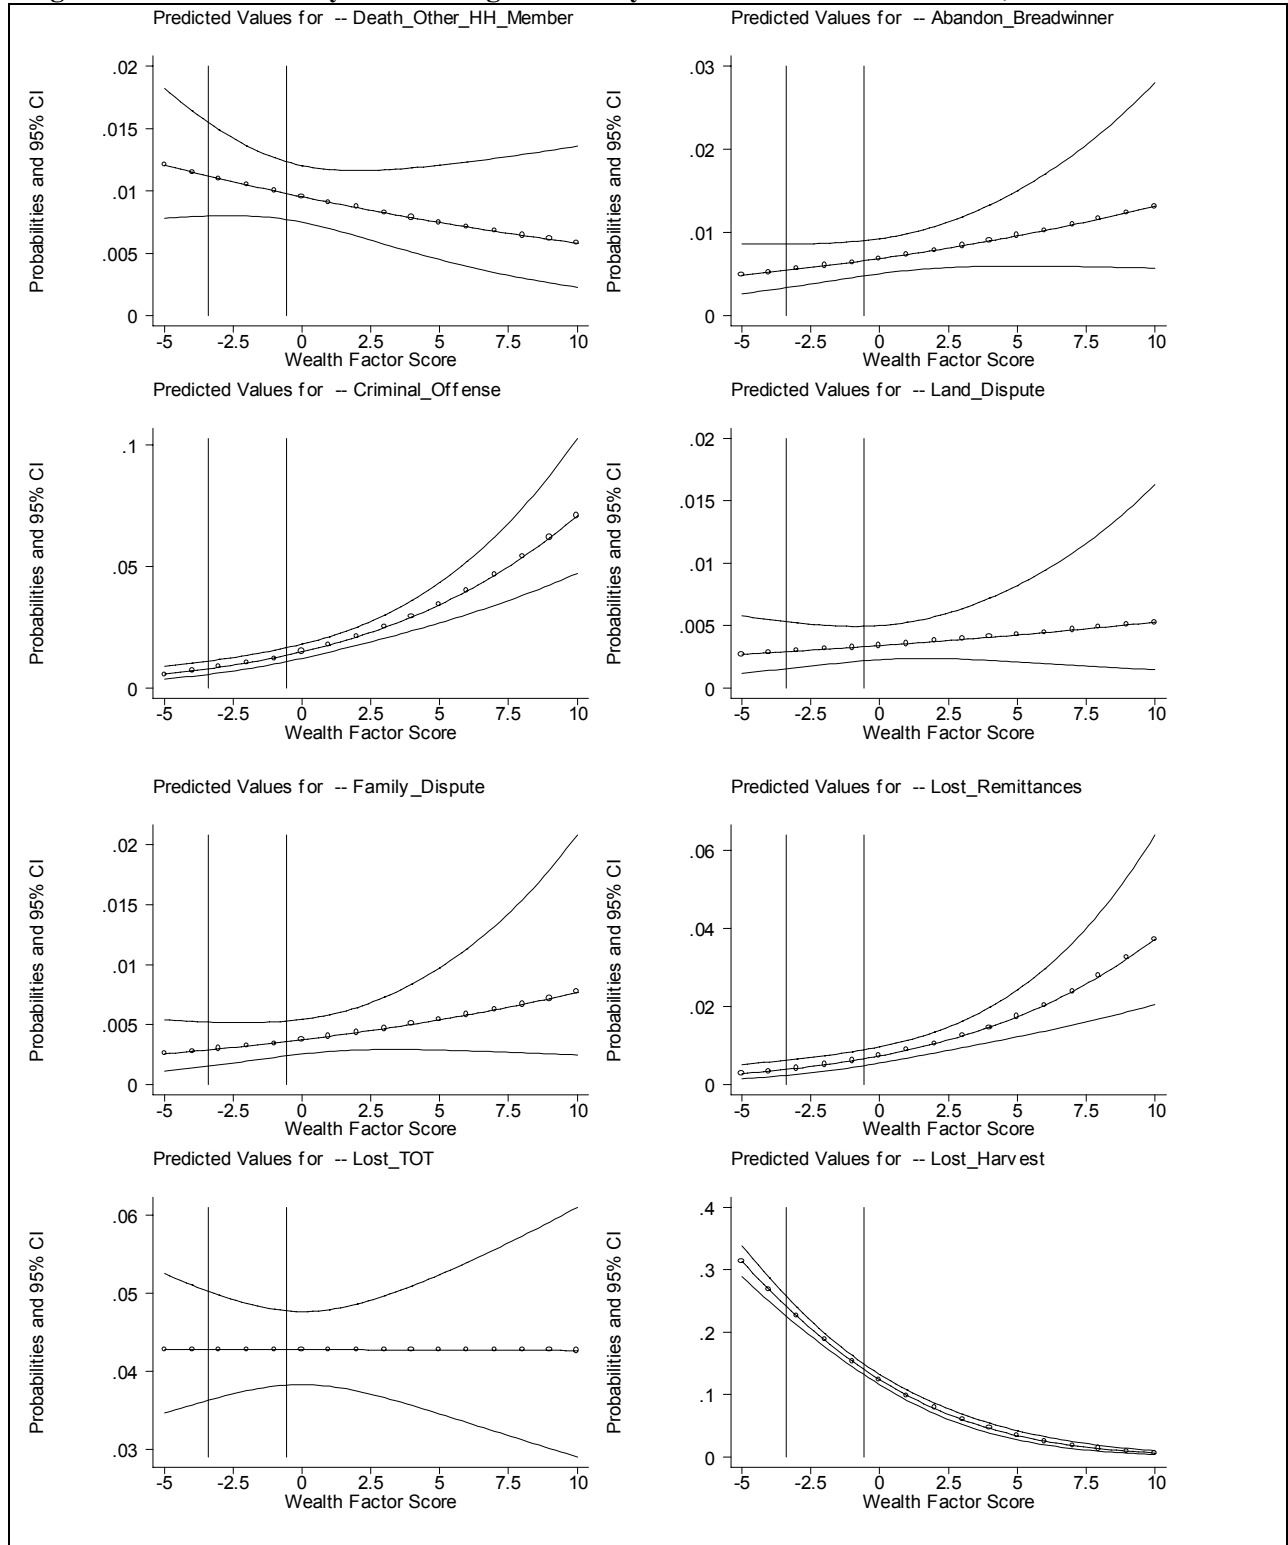 Predicted Values for -- Death_Other_HH_Member
Probabilities and 95% CI
.02
.015
.01
.005
0
-5 -2.5 0 2.5 5 7.5 10
Wealth Factor Score
Predicted Values for -- Abandon_Breadwinner
Probabilities and 95% CI
.03
.02
.01
0
-5 -2.5 0 2.5 5 7.5 10
Wealth Factor Score
Predicted Values for -- Criminal_Offense
Probabilities and 95% CI
.1
.05
0
-5 -2.5 0 2.5 5 7.5 10
Wealth Factor Score
Predicted Values for -- Land_Dispute
Probabilities and 95% CI
.02
.015
.01
.005
0
-5 -2.5 0 2.5 5 7.5 10
Wealth Factor Score
Predicted Values for -- Family_Dispute
Probabilities and 95% CI
.02
.015
.01
.005
0
-5 -2.5 0 2.5 5 7.5 10
Wealth Factor Score
Predicted Values for -- Lost_Remittances
Probabilities and 95% CI
.06
.04
.02
0
-5 -2.5 0 2.5 5 7.5 10
Wealth Factor Score
Predicted Values for -- Lost_TOT
Probabilities and 95% CI
.06
.05
.04
.03
-5 -2.5 0 2.5 5 7.5 10
Wealth Factor Score
Predicted Values for -- Lost_Harvest
Probabilities and 95% CI
.4
.3
.2
.1
0
-5 -2.5 0 2.5 5 7.5 10
Wealth Factor Score